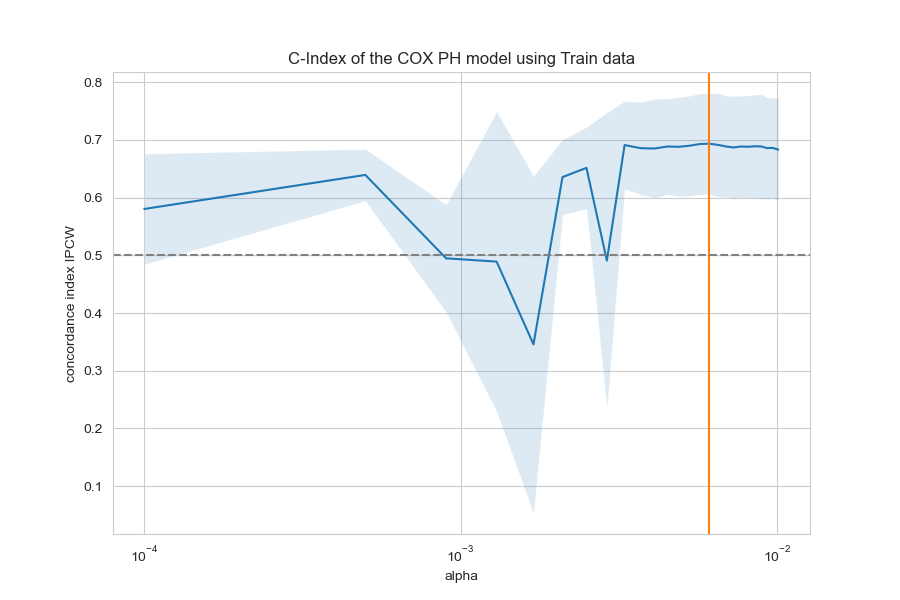 C-Index of the COX PH model using Train data
concordance index IPCW
0.8
0.7
0.6
0.5
0.4
0.3
0.2
0.1
10⁻⁴ 10⁻³ 10⁻²
alpha